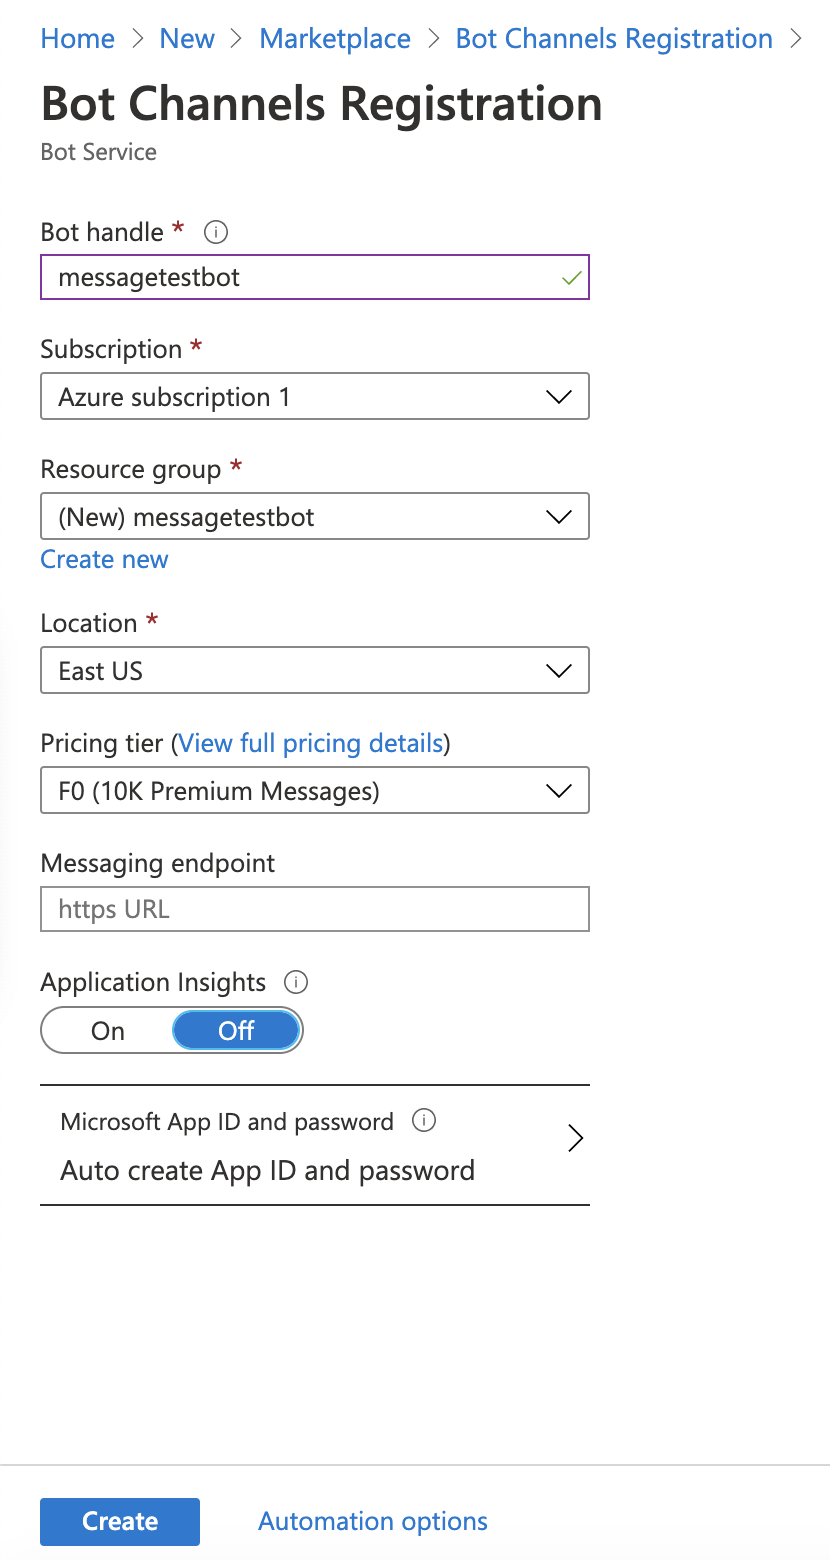 Home > New > Marketplace > Bot Channels Registration >
Bot Channels Registration
Bot Service
Bot handle *
messagetestbot
Subscription *
Azure subscription 1
Resource group *
(New) messagetestbot
Create new
Location *
East US
Pricing tier (View full pricing details)
F0 (10K Premium Messages)
Messaging endpoint
https URL
Application Insights
On Off
Microsoft App ID and password
Auto create App ID and password
Create Automation options